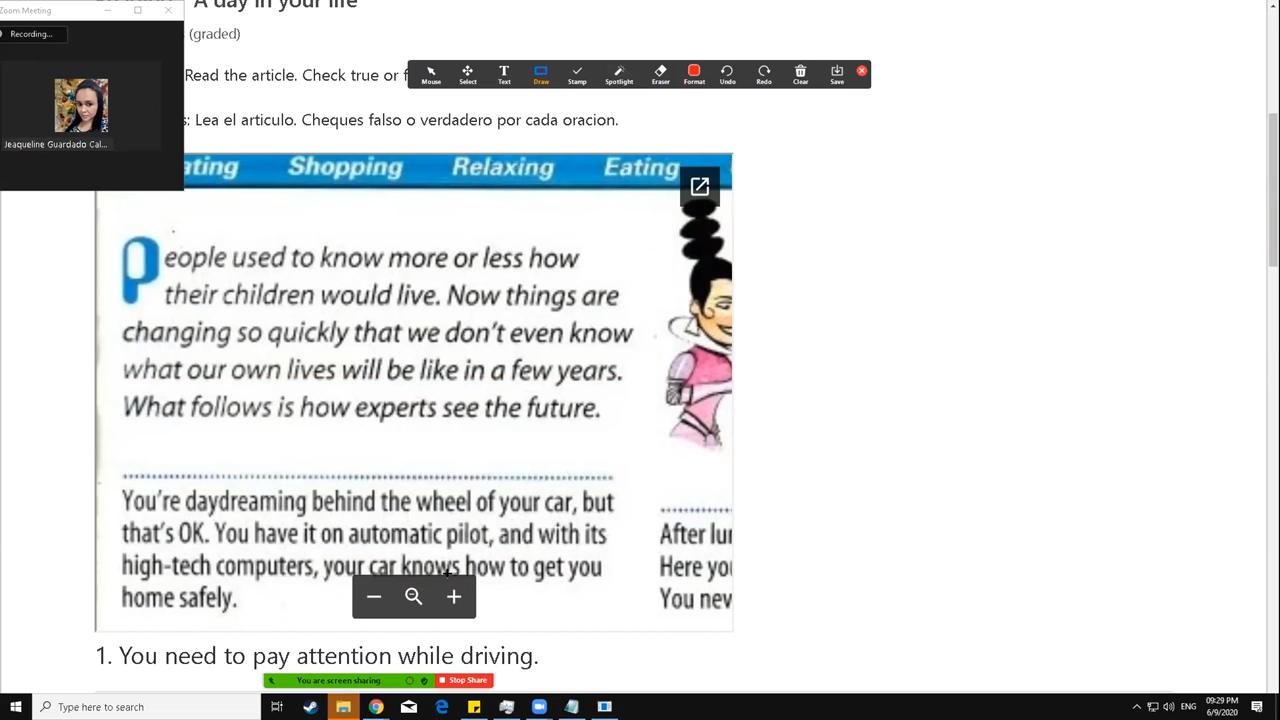 A day in your life
Zoom Meeting
Recording...
(graded)
Read the article. Check true or f
Mouse Select Text Draw Stamp Spotlight Eraser Format Undo Redo Clear Save
s: Lea el articulo. Cheques falso o verdadero por cada oracion.
Jeaqueline Guardado Cal...
ating Shopping Relaxing Eating
People used to know more or less how
their children would live. Now things are
changing so quickly that we don't even know
what our own lives will be like in a few years.
What follows is how experts see the future.
You're daydreaming behind the wheel of your car, but
that's OK. You have it on automatic pilot, and with its
high-tech computers, your car knows how to get you
home safely.
After lu
Here you
You nev
1. You need to pay attention while driving.
You are screen sharing
Stop Share
Type here to search
ENG
09:29 PM
6/9/2020